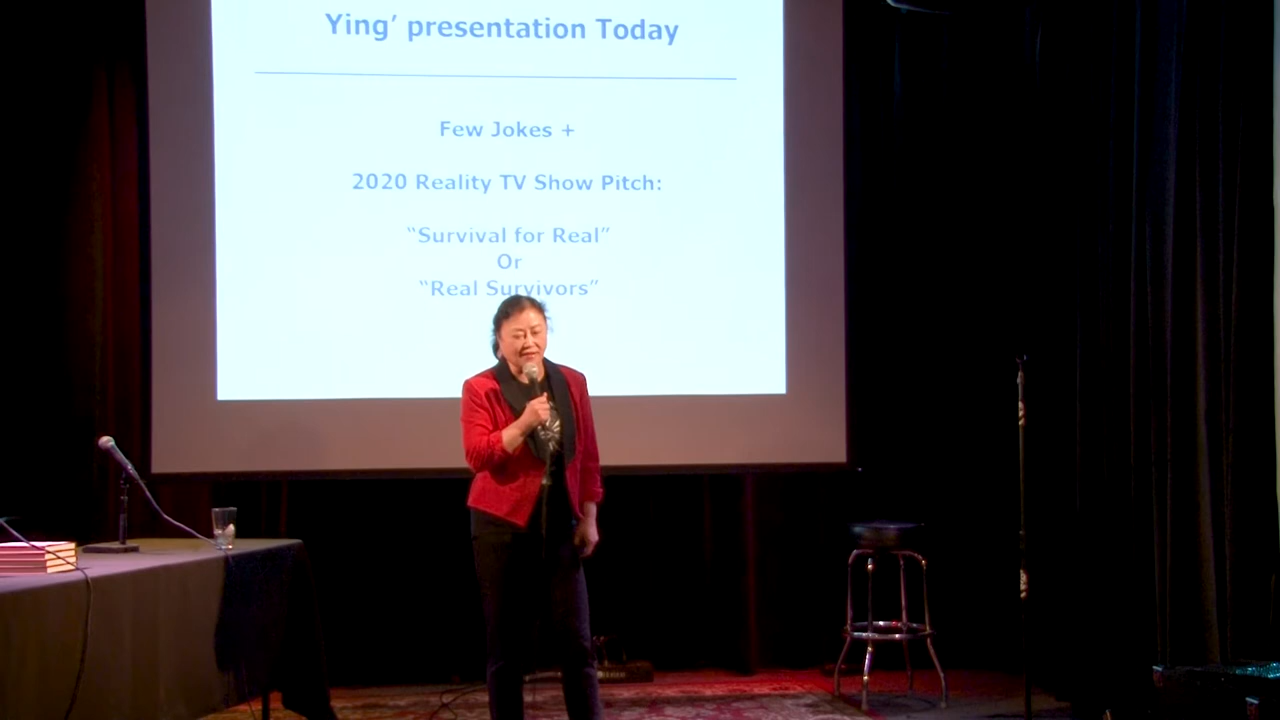 Ying’ presentation Today
Few Jokes +
2020 Reality TV Show Pitch:
“Survival for Real”
Or
“Real Survivors”